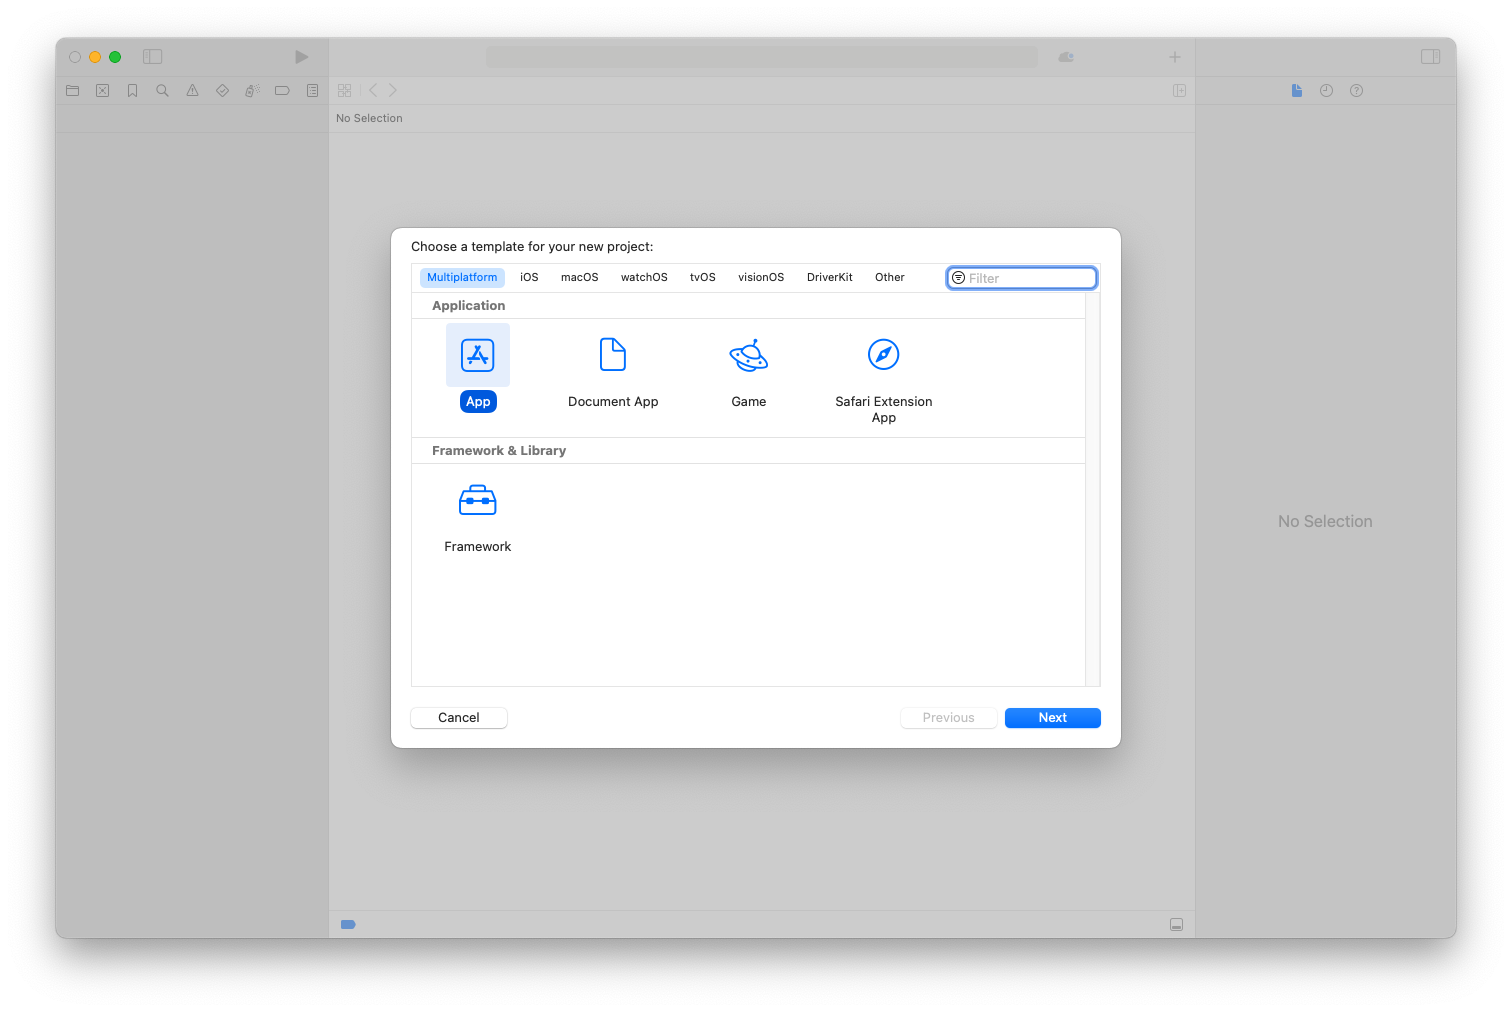 No Selection
Choose a template for your new project:
Multiplatform iOS macOS watchOS tvOS visionOS DriverKit Other Filter
Application
App Document App Game Safari Extension App
Framework & Library
Framework
No Selection
Cancel Previous Next